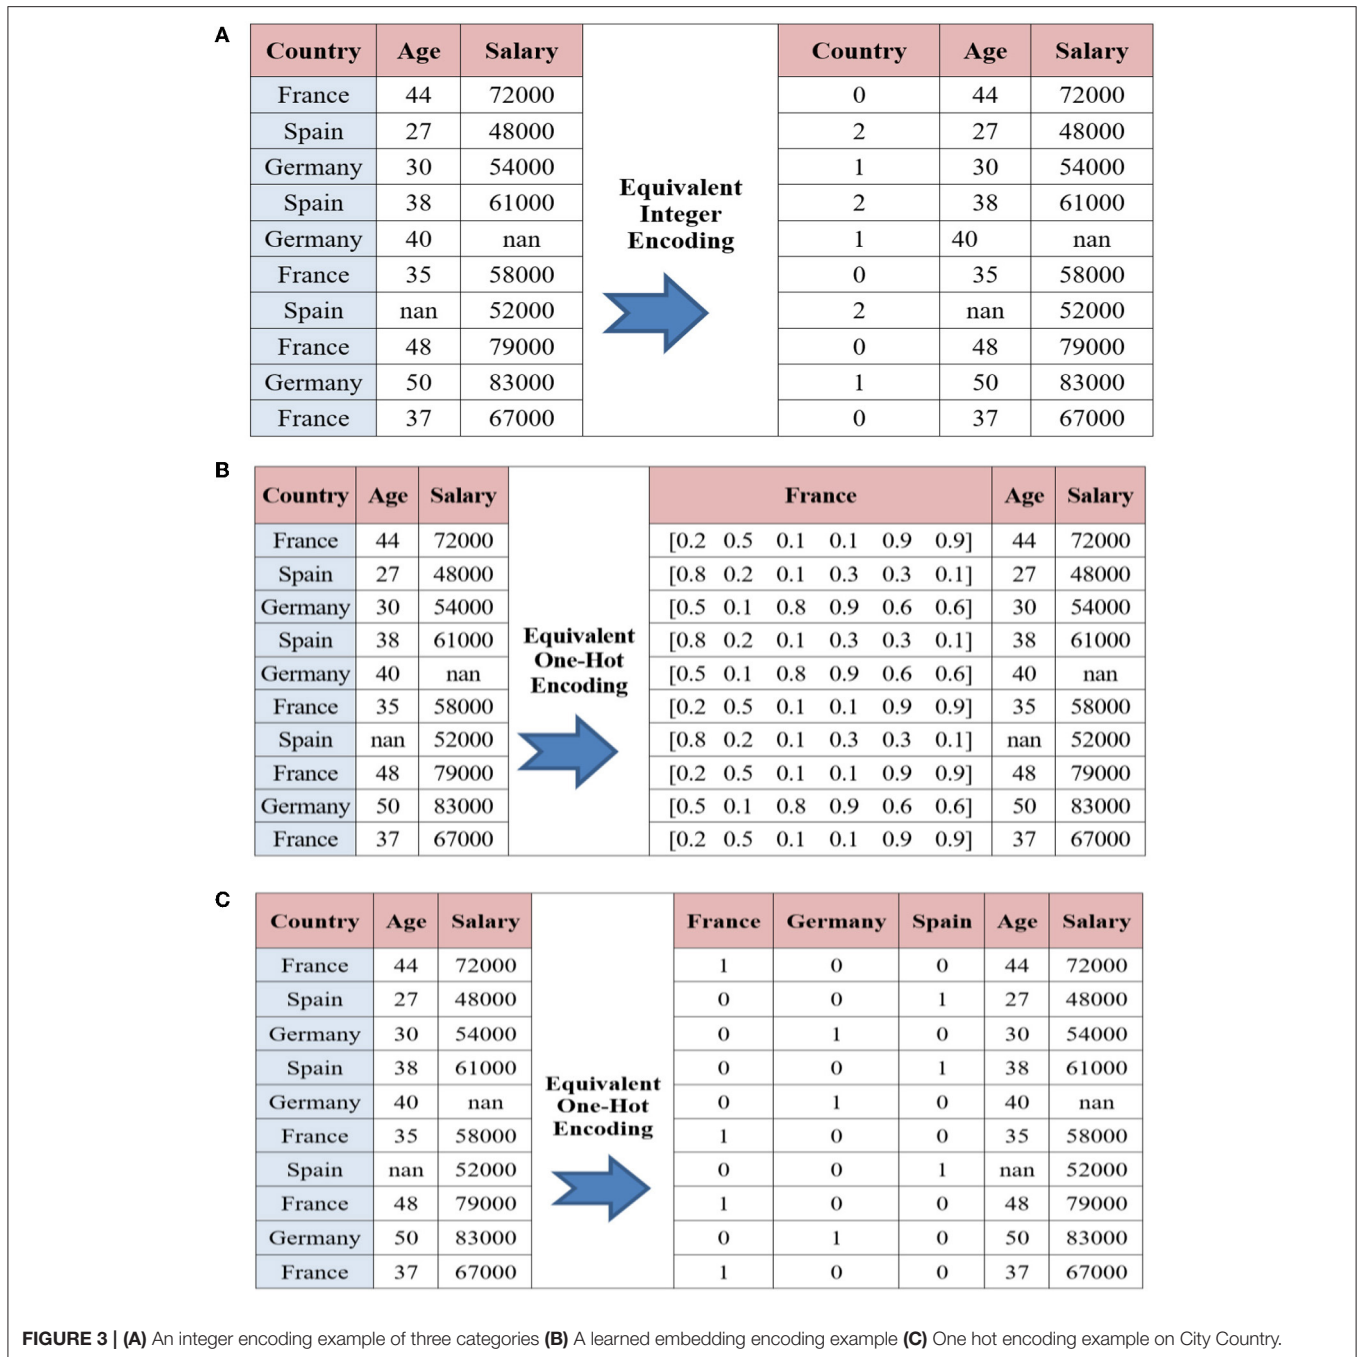 A
Country Age Salary Country Age Salary
France 44 72000 0 44 72000
Spain 27 48000 2 27 48000
Germany 30 54000 1 30 54000
Spain 38 61000 2 38 61000
Germany 40 nan 1 40 nan
France 35 58000 0 35 58000
Spain nan 52000 2 nan 52000
France 48 79000 0 48 79000
Germany 50 83000 1 50 83000
France 37 67000 0 37 67000
Equivalent
Integer
Encoding
B
Country Age Salary France Age Salary
France 44 72000 [0.2 0.5 0.1 0.1 0.9 0.9] 44 72000
Spain 27 48000 [0.8 0.2 0.1 0.3 0.3 0.1] 27 48000
Germany 30 54000 [0.5 0.1 0.8 0.9 0.6 0.6] 30 54000
Spain 38 61000 [0.8 0.2 0.1 0.3 0.3 0.1] 38 61000
Germany 40 nan [0.5 0.1 0.8 0.9 0.6 0.6] 40 nan
France 35 58000 [0.2 0.5 0.1 0.1 0.9 0.9] 35 58000
Spain nan 52000 [0.8 0.2 0.1 0.3 0.3 0.1] nan 52000
France 48 79000 [0.2 0.5 0.1 0.1 0.9 0.9] 48 79000
Germany 50 83000 [0.5 0.1 0.8 0.9 0.6 0.6] 50 83000
France 37 67000 [0.2 0.5 0.1 0.1 0.9 0.9] 37 67000
Equivalent
One-Hot
Encoding
C
Country Age Salary France Germany Spain Age Salary
France 44 72000 1 0 0 44 72000
Spain 27 48000 0 0 1 27 48000
Germany 30 54000 0 1 0 30 54000
Spain 38 61000 0 0 1 38 61000
Germany 40 nan 0 1 0 40 nan
France 35 58000 1 0 0 35 58000
Spain nan 52000 0 0 1 nan 52000
France 48 79000 1 0 0 48 79000
Germany 50 83000 0 1 0 50 83000
France 37 67000 1 0 0 37 67000
Equivalent
One-Hot
Encoding
FIGURE 3 | (A) An integer encoding example of three categories (B) A learned embedding encoding example (C) One hot encoding example on City Country.